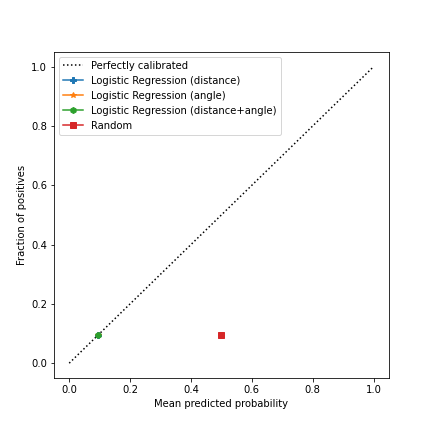 Perfectly calibrated
Logistic Regression (distance)
Logistic Regression (angle)
Logistic Regression (distance+angle)
Random
1.0
0.8
0.6
0.4
0.2
0.0
Fraction of positives
0.0 0.2 0.4 0.6 0.8 1.0
Mean predicted probability